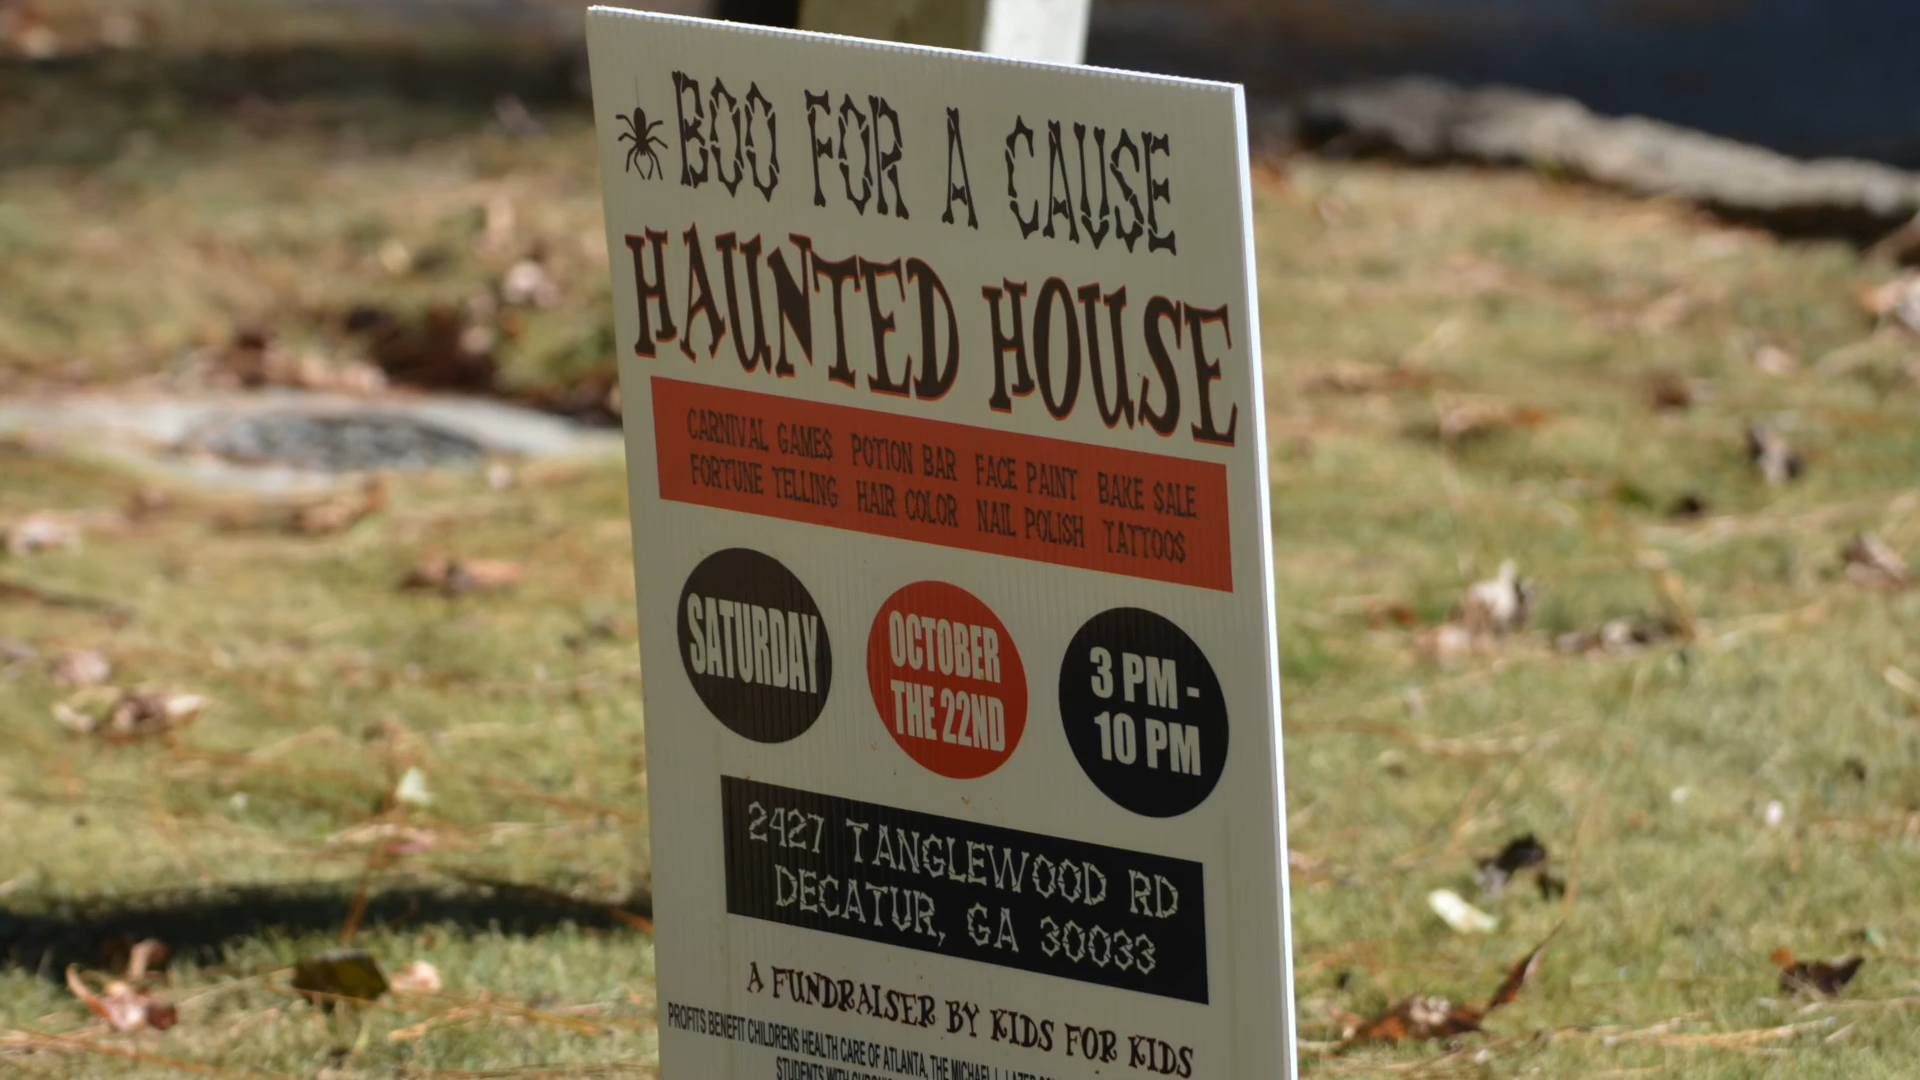 BOO FOR A CAUSE
HAUNTED HOUSE
CARNIVAL GAMES POTION BAR FACE PAINT BAKE SALE
FORTUNE TELLING HAIR COLOR NAIL POLISH TATTOOS
SATURDAY
OCTOBER
THE 22ND
3 PM -
10 PM
2427 TANGLEWOOD RD
DECATUR, GA 30033
A FUNDRAISER BY KIDS FOR KIDS
PROFITS BENEFIT CHILDRENS HEALTH CARE OF ATLANTA, THE MICHAEL
STUDENTS WITH